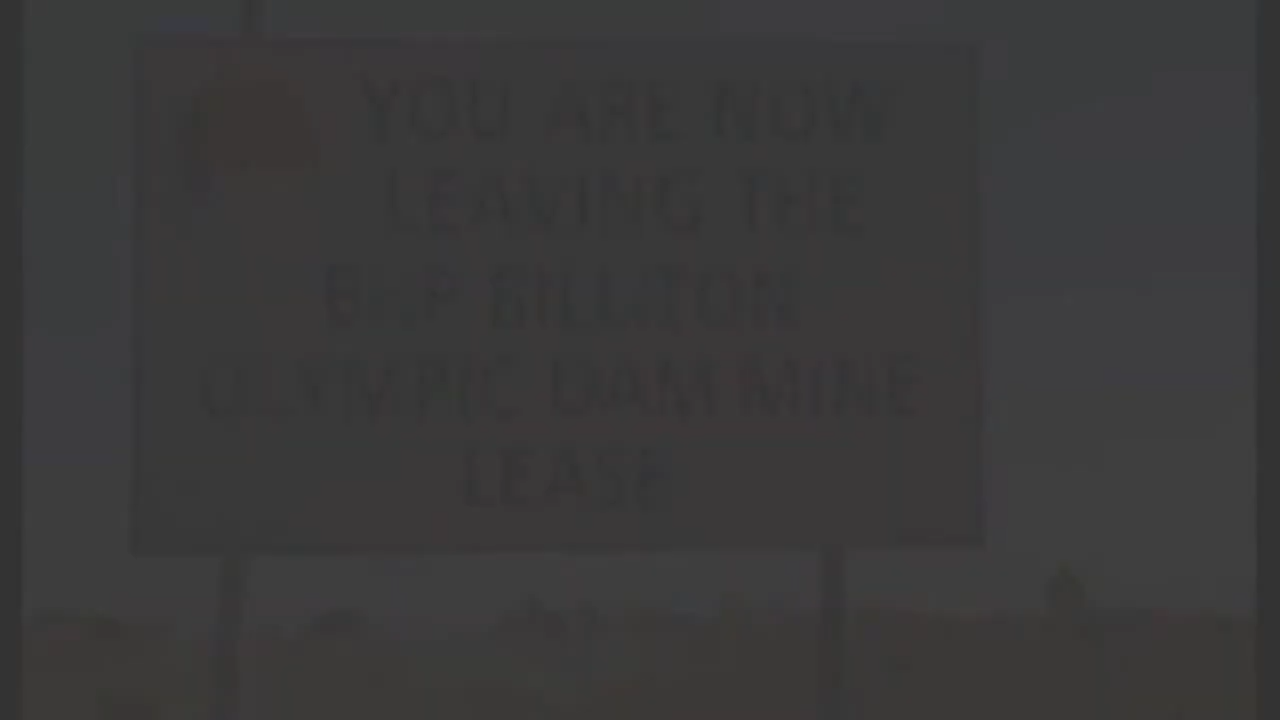 YOU ARE NOW
LEAVING THE
BHP BILLITON
OLYMPIC DAM MINE
LEASE